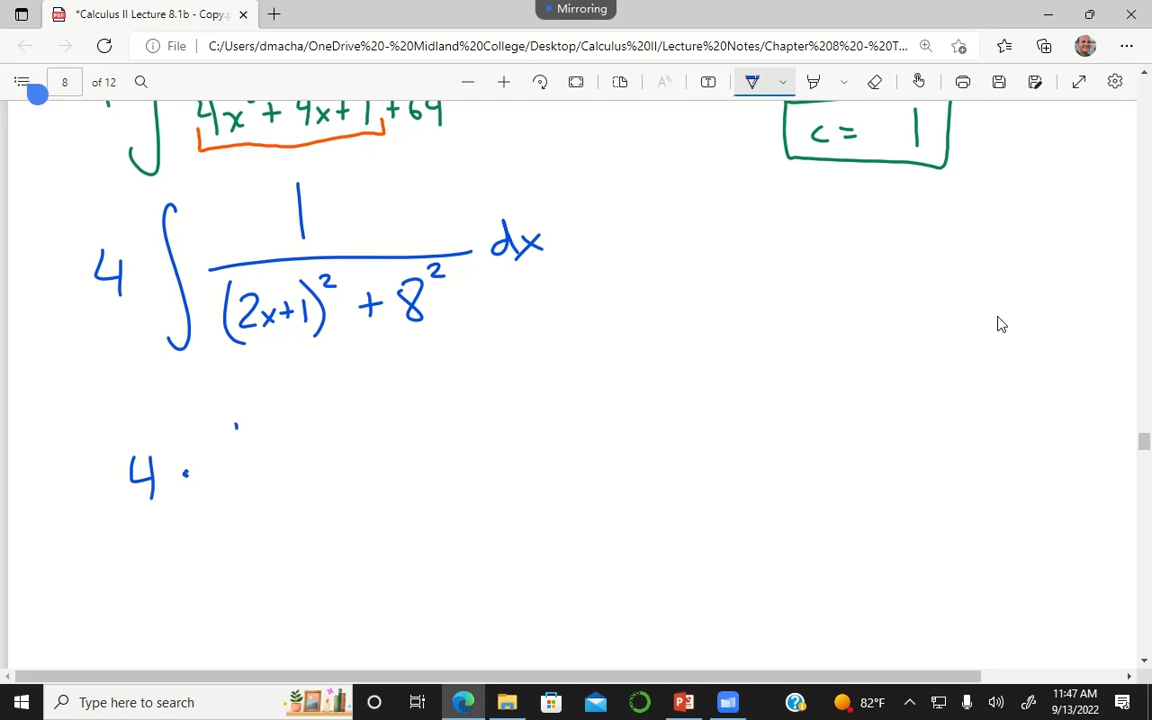 Mirroring
*Calculus II Lecture 8.1b - Copy.p
File C:/Users/dmacha/OneDrive%20-%20Midland%20College/Desktop/Calculus%20II/Lecture%20Notes/Chapter%208%20-%20T...
8 of 12
∫ 4x² + 4x + 1 + 64
c = 1
4 ∫ 1 / ((2x+1)² + 8²) dx
4 ·
Type here to search
82°F
11:47 AM
9/13/2022